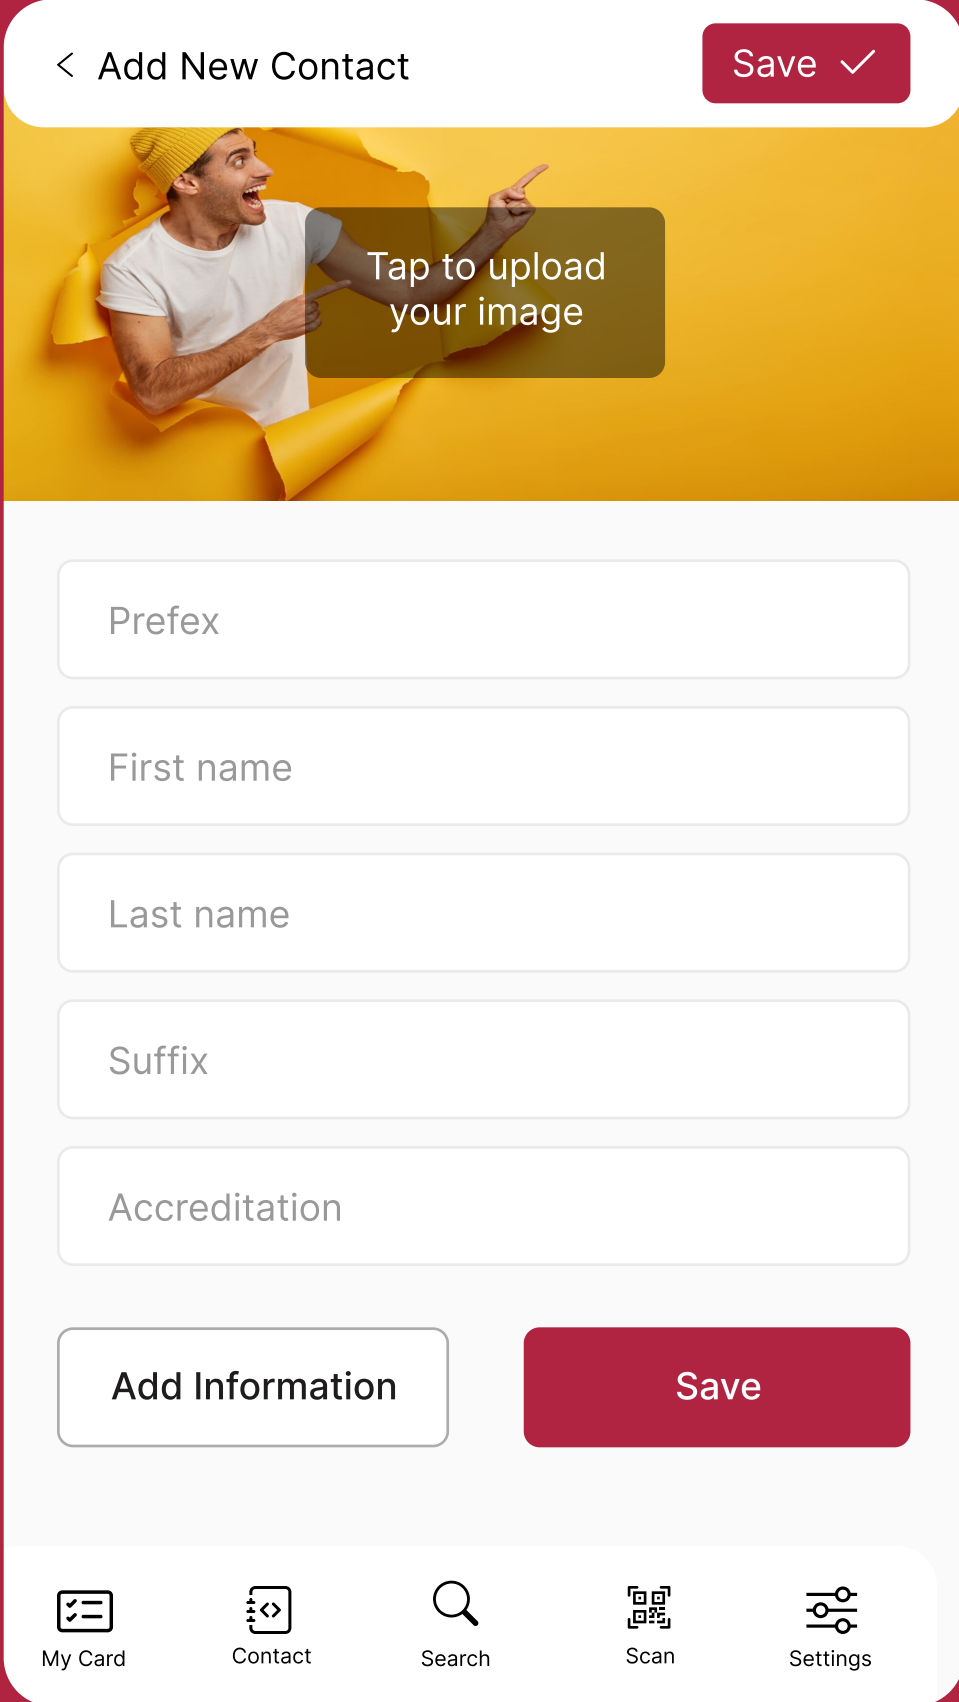 Add New Contact
Save
Tap to upload
your image
Prefex
First name
Last name
Suffix
Accreditation
Add Information
Save
My Card
Contact
Search
Scan
Settings